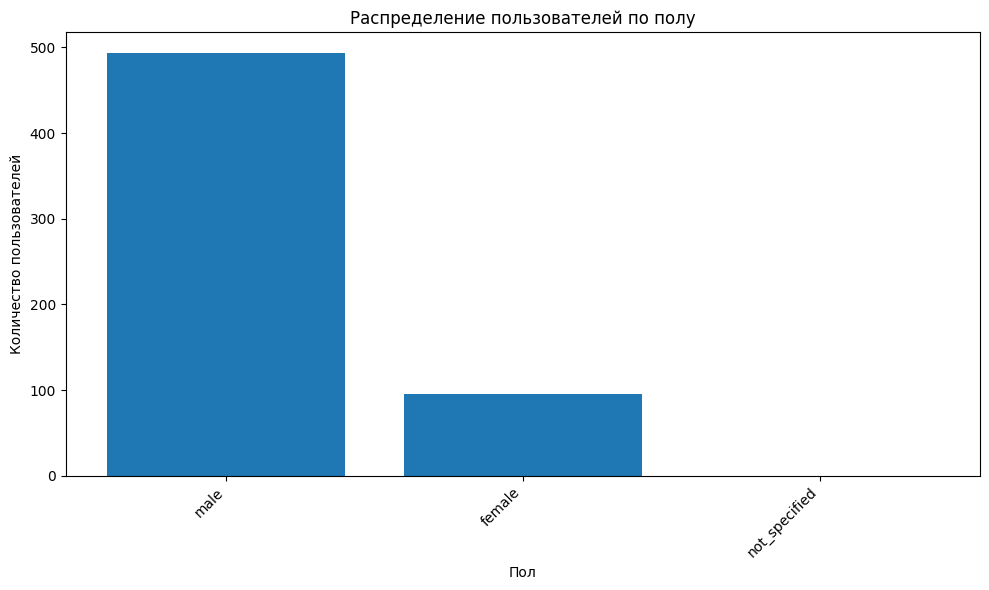 Распределение пользователей по полу
Количество пользователей
500
400
300
200
100
0
male
female
not_specified
Пол